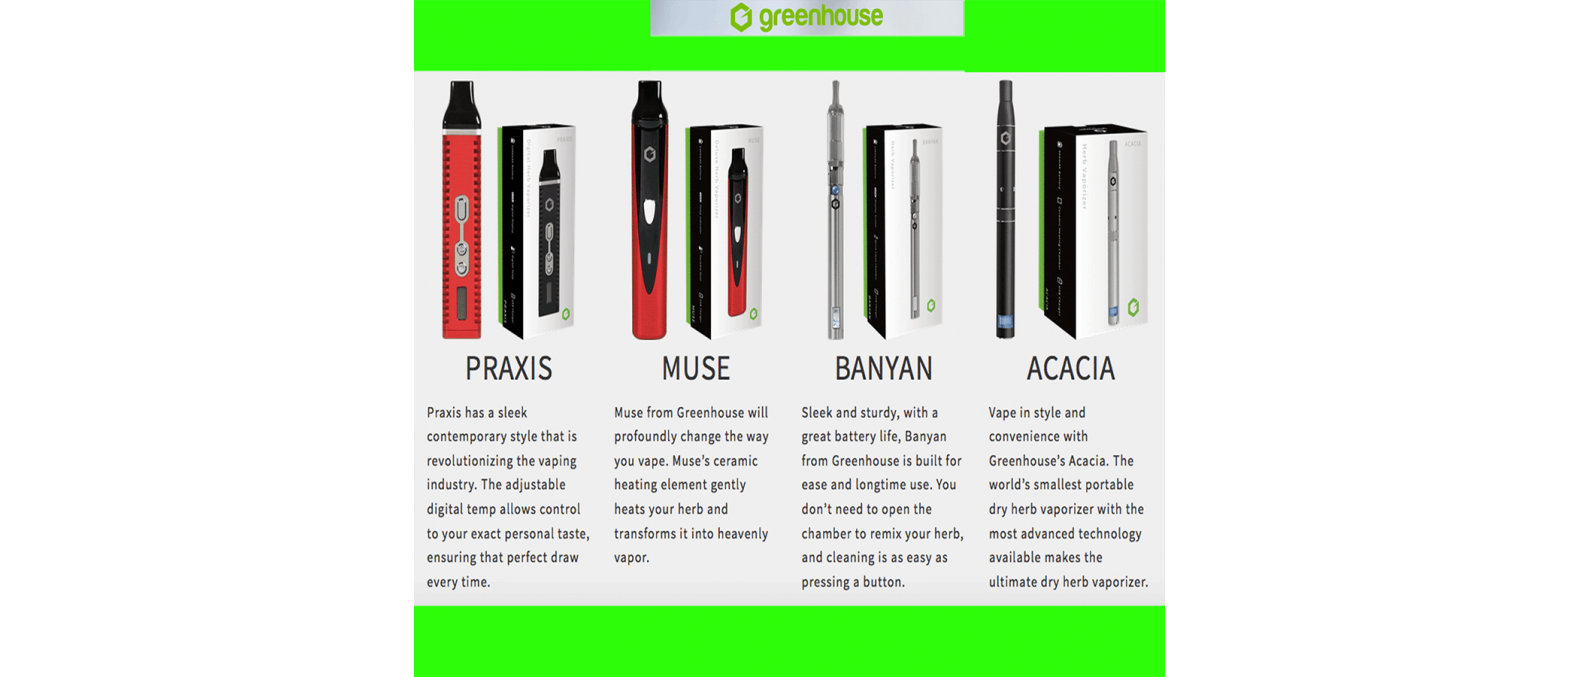 greenhouse
PRAXIS
Praxis has a sleek
contemporary style that is
revolutionizing the vaping
industry. The adjustable
digital temp allows control
to your exact personal taste,
ensuring that perfect draw
every time.
MUSE
Muse from Greenhouse will
profoundly change the way
you vape. Muse’s ceramic
heating element gently
heats your herb and
transforms it into heavenly
vapor.
BANYAN
Sleek and sturdy, with a
great battery life, Banyan
from Greenhouse is built for
ease and longtime use. You
don’t need to open the
chamber to remix your herb,
and cleaning is as easy as
pressing a button.
ACACIA
Vape in style and
convenience with
Greenhouse’s Acacia. The
world’s smallest portable
dry herb vaporizer with the
most advanced technology
available makes the
ultimate dry herb vaporizer.
ACACIA
Herb Vaporizer